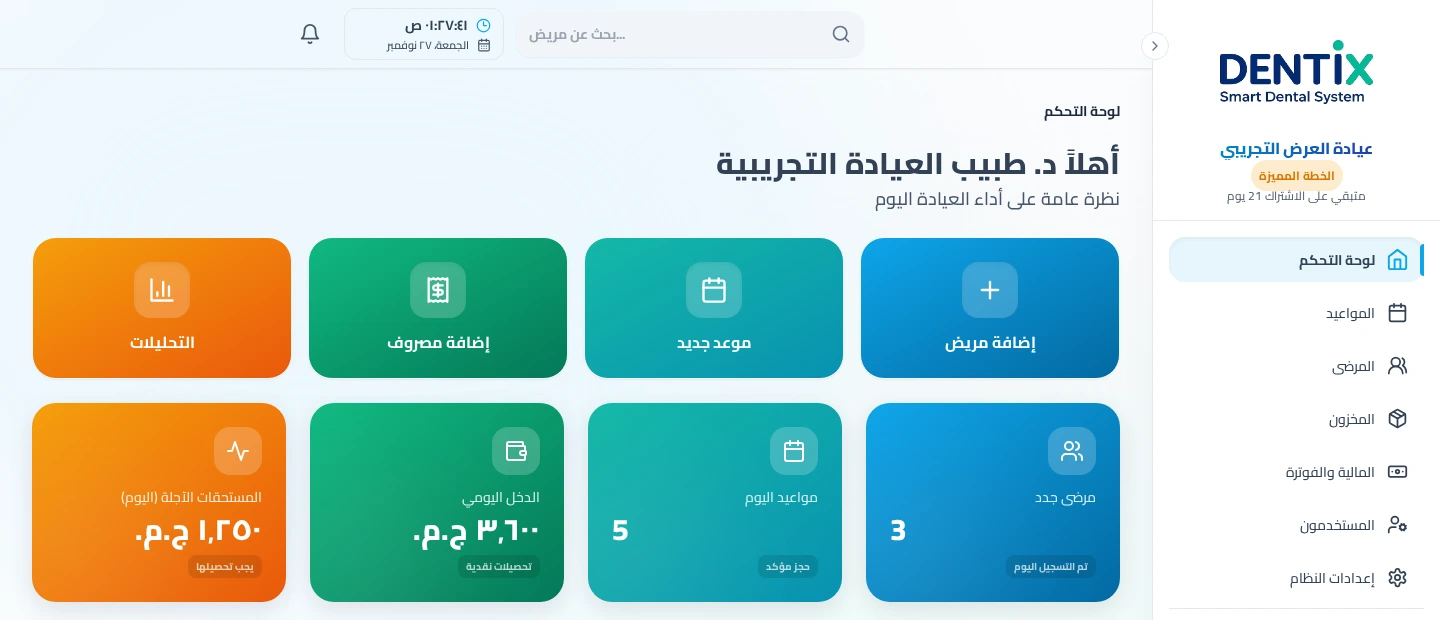 DENTiX
Smart Dental System
عيادة العرض التجريبي
الخطة المميزة
متبقي على الاشتراك 21 يوم
لوحة التحكم
المواعيد
المرضى
المخزون
المالية والفوترة
المستخدمون
إعدادات النظام
بحث عن مريض...
٠١:٢٧:٤١ ص
الجمعة، ٢٧ نوفمبر
لوحة التحكم
أهلاً د. طبيب العيادة التجريبية
نظرة عامة على أداء العيادة اليوم
إضافة مريض
موعد جديد
إضافة مصروف
التحليلات
مرضى جدد
3
تم التسجيل اليوم
مواعيد اليوم
5
حجز مؤكد
الدخل اليومي
٣,٦٠٠ ج.م.
تحصيلات نقدية
المستحقات الآجلة (اليوم)
١,٢٥٠ ج.م.
يجب تحصيلها